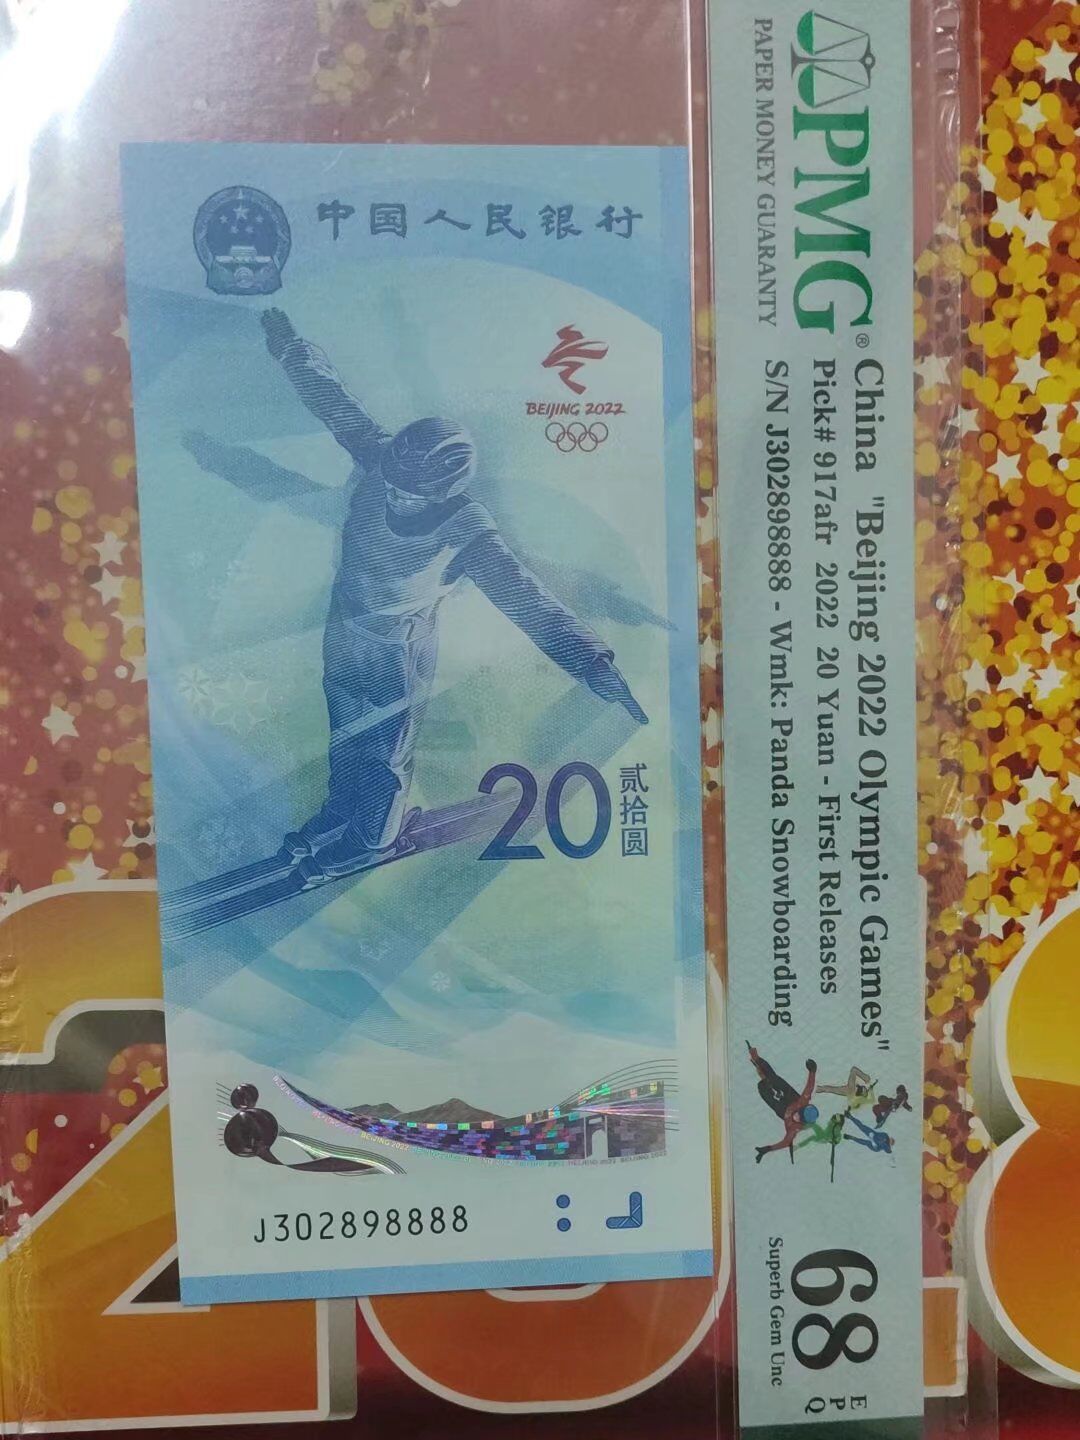 中国人民银行
BEIJING 2022
20
贰拾圆
BEIJING 2022
J302898888
PMG®
PAPER MONEY GUARANTY
China "Beijing 2022 Olympic Games"
Pick# 917afr 2022 20 Yuan - First Releases
S/N J302898888 - Wmk: Panda Snowboarding
68
EPQ
Superb Gem Unc